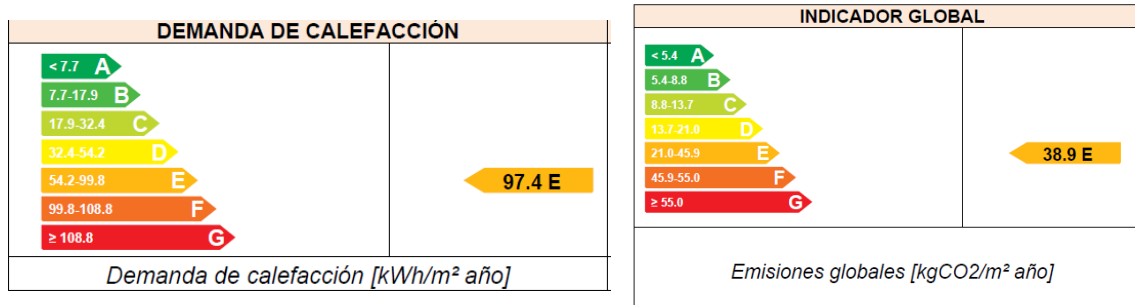 DEMANDA DE CALEFACCIÓN
< 7.7 A
7.7-17.9 B
17.9-32.4 C
32.4-54.2 D
54.2-99.8 E
99.8-108.8 F
≥ 108.8 G
97.4 E
Demanda de calefacción [kWh/m² año]
INDICADOR GLOBAL
< 5.4 A
5.4-8.8 B
8.8-13.7 C
13.7-21.0 D
21.0-45.9 E
45.9-55.0 F
≥ 55.0 G
38.9 E
Emisiones globales [kgCO2/m² año]